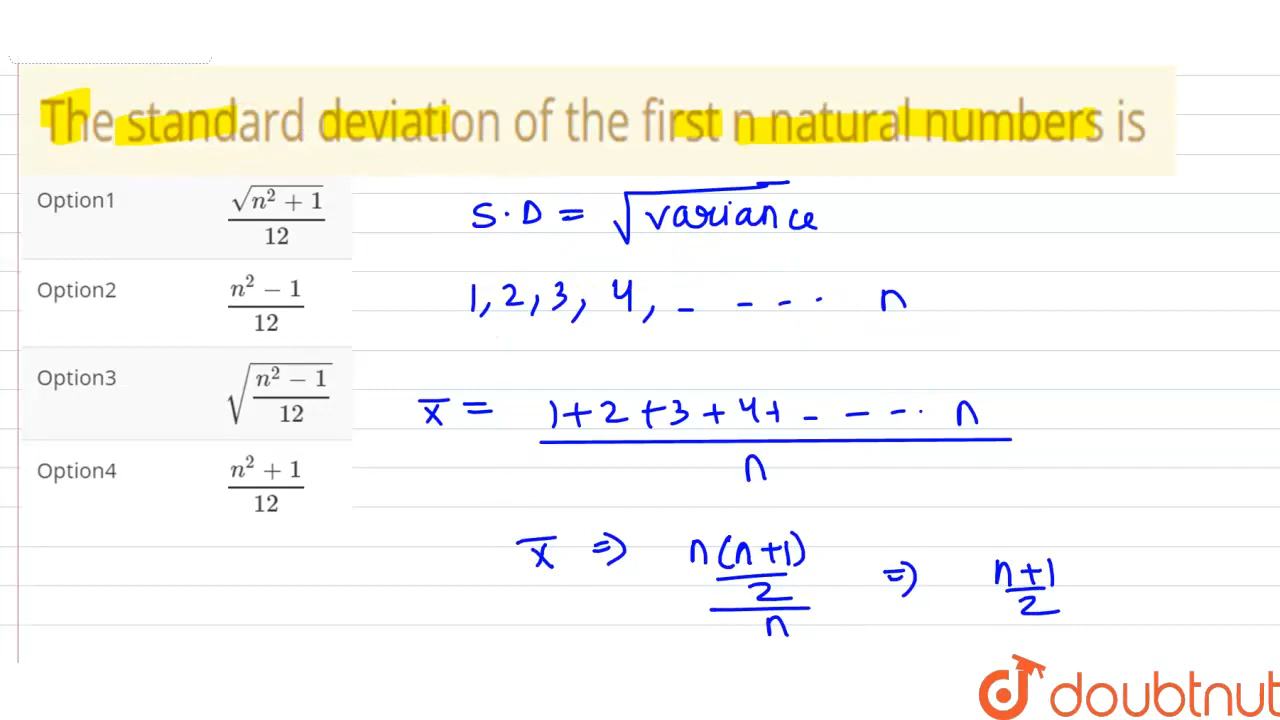 The standard deviation of the first n natural numbers is
Option1 √(n² + 1)/12
S.D = √variance
Option2 (n² − 1)/12
1, 2, 3, 4, - - - - · n
Option3 √((n² − 1)/12)
x̄ = (1+2+3+4+ - - - · n)/n
Option4 (n² + 1)/12
x̄ ⇒ (n(n+1)/2)/n ⇒ (n+1)/2
doubtnut